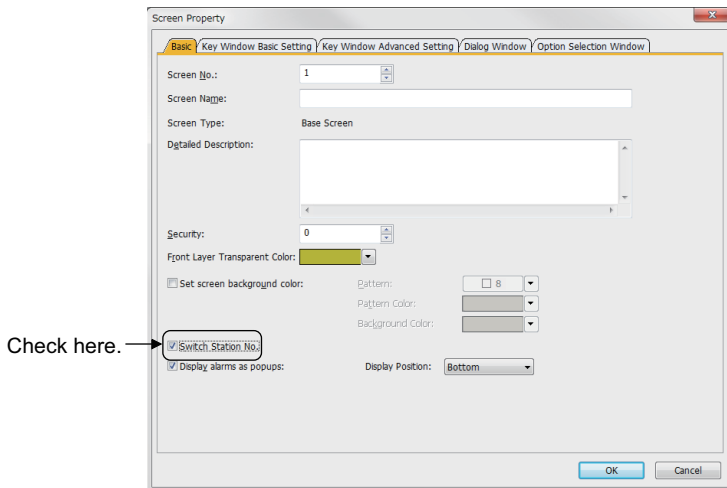 Screen Property
Basic Key Window Basic Setting Key Window Advanced Setting Dialog Window Option Selection Window
Screen No.: 1
Screen Name:
Screen Type: Base Screen
Detailed Description:
Security: 0
Front Layer Transparent Color:
Set screen background color: Pattern: 8
Pattern Color:
Background Color:
Check here. Switch Station No.
Display alarms as popups: Display Position: Bottom
OK Cancel